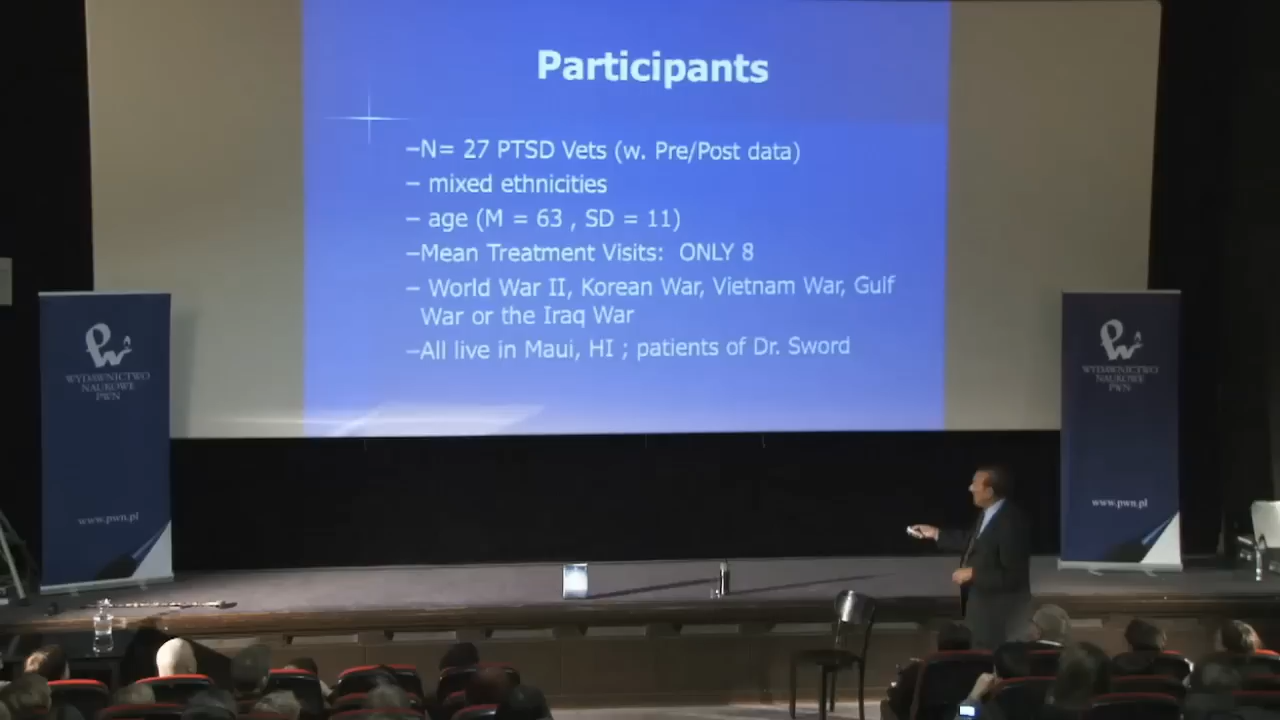 Participants
–N= 27 PTSD Vets (w. Pre/Post data)
– mixed ethnicities
– age (M = 63 , SD = 11)
–Mean Treatment Visits:  ONLY 8
– World War II, Korean War, Vietnam War, Gulf
War or the Iraq War
–All live in Maui, HI ; patients of Dr. Sword
WYDAWNICTWO
NAUKOWE
PWN
www.pwn.pl
WYDAWNICTWO
NAUKOWE
PWN
www.pwn.pl